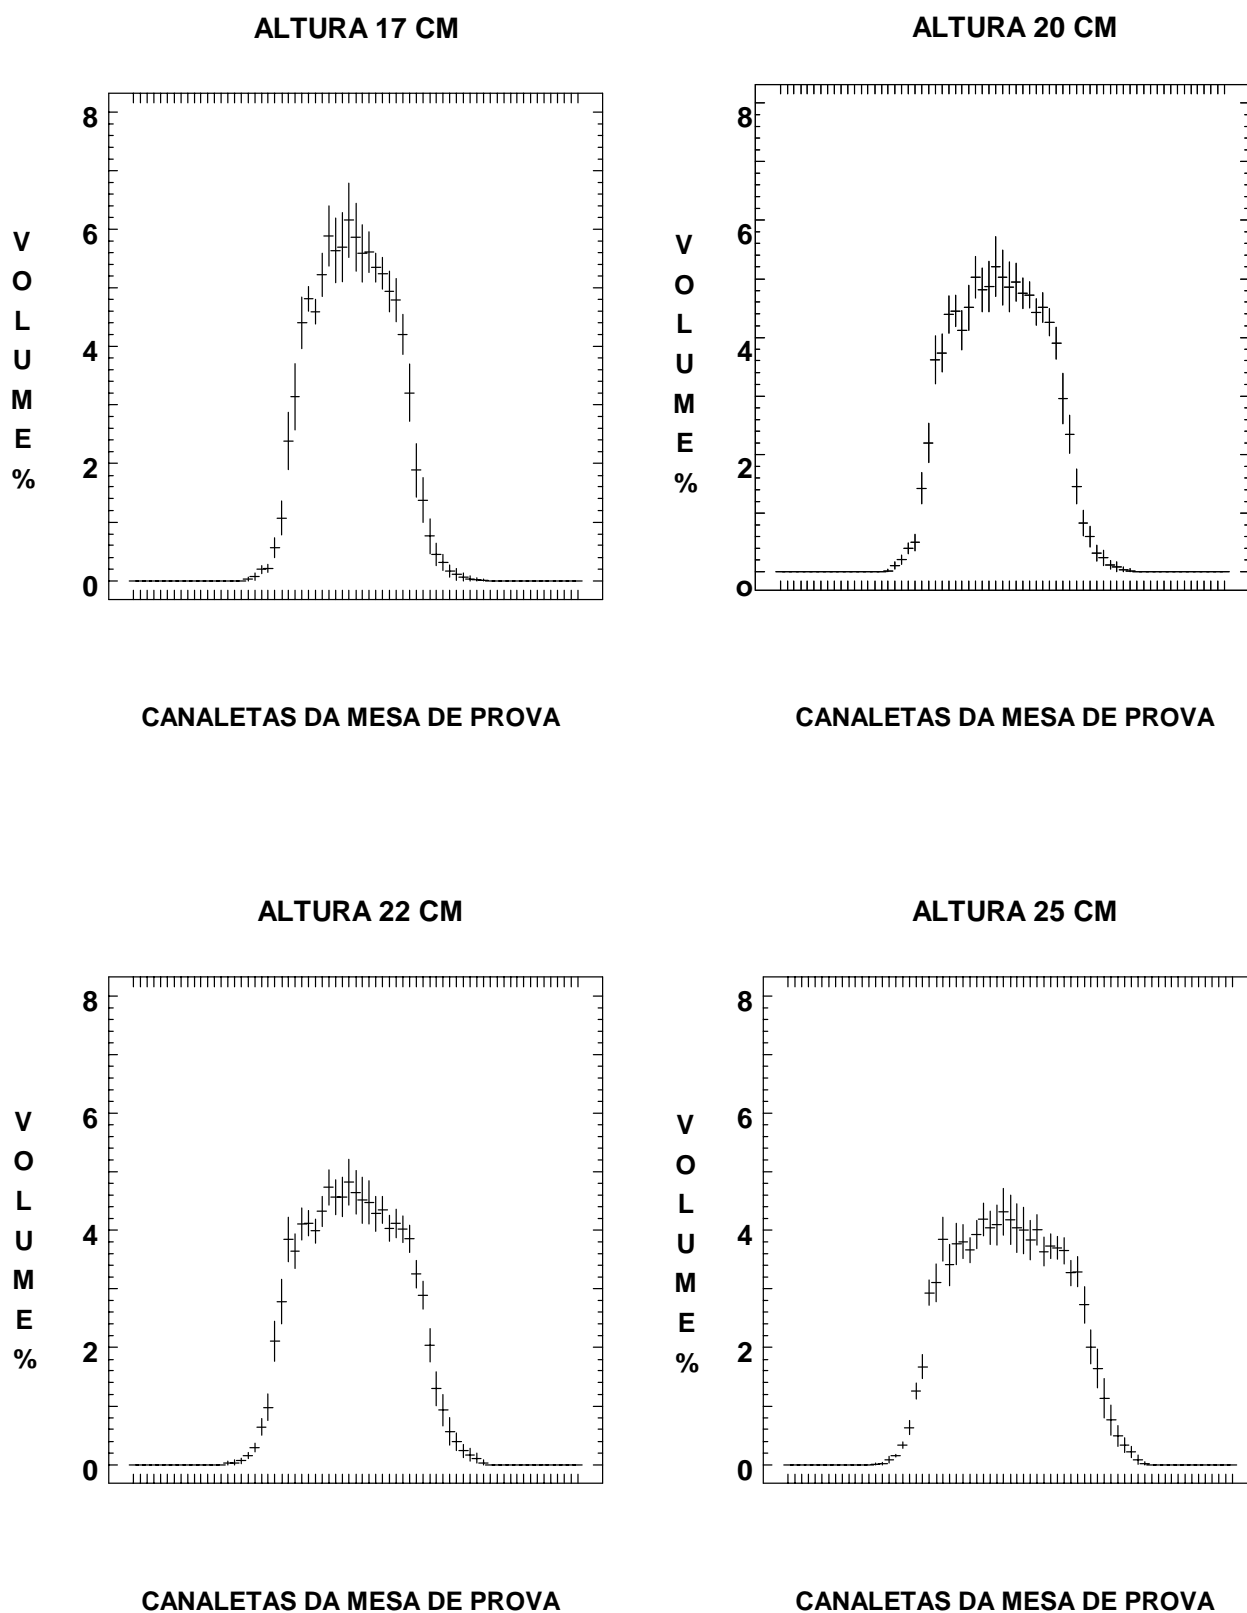 ALTURA 17 CM
8
6
4
2
0
V
O
L
U
M
E
%
CANALETAS DA MESA DE PROVA
ALTURA 20 CM
8
6
4
2
o
V
O
L
U
M
E
%
CANALETAS DA MESA DE PROVA
ALTURA 22 CM
8
6
4
2
0
V
O
L
U
M
E
%
CANALETAS DA MESA DE PROVA
ALTURA 25 CM
8
6
4
2
0
V
O
L
U
M
E
%
CANALETAS DA MESA DE PROVA